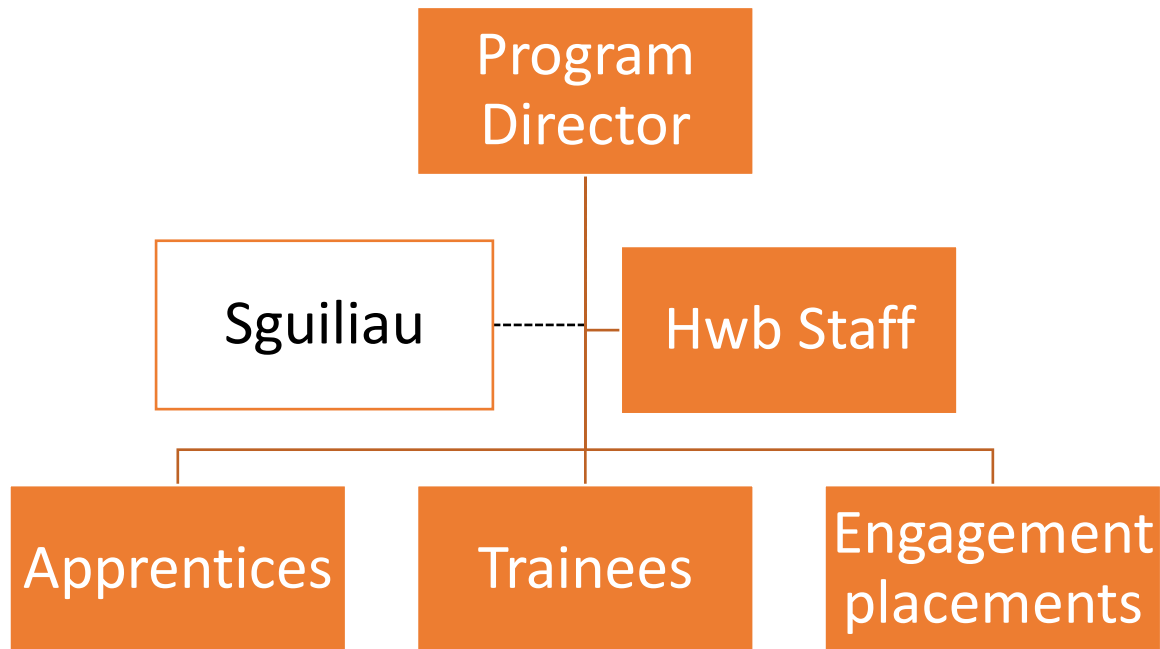 Program
Director
Sguiliau
Hwb Staff
Apprentices
Trainees
Engagement
placements